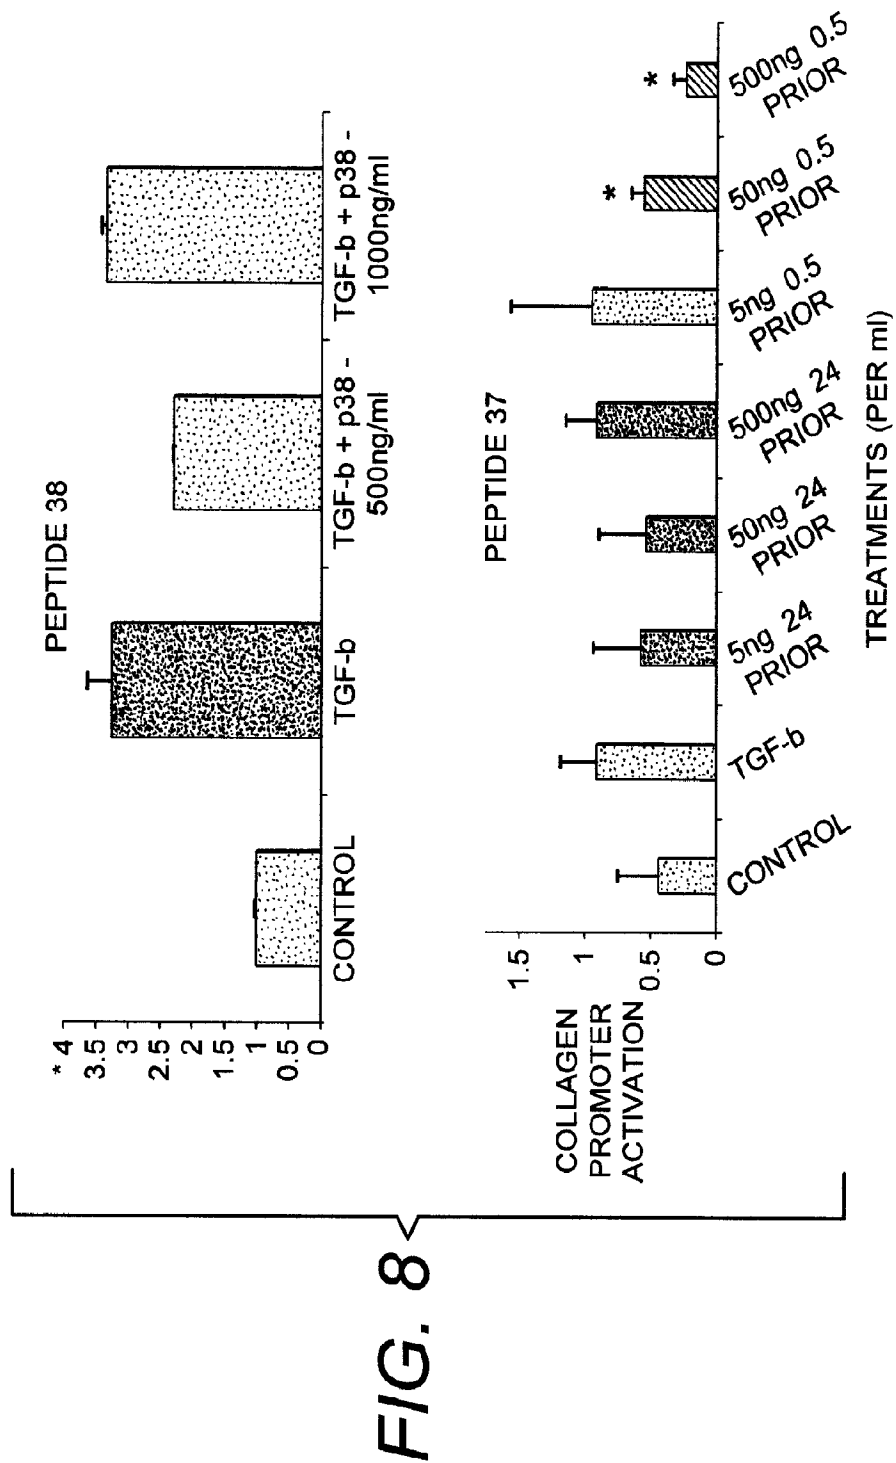 FIG. 8
PEPTIDE 38
* 4
3.5
3
2.5
2
1.5
1
0.5
0
CONTROL
TGF-b
TGF-b + p38 -
500ng/ml
TGF-b + p38 -
1000ng/ml
PEPTIDE 37
COLLAGEN
PROMOTER
ACTIVATION
1.5
1
0.5
0
CONTROL
TGF-b
5ng 24
PRIOR
50ng 24
PRIOR
500ng 24
PRIOR
5ng 0.5
PRIOR
*
50ng 0.5
PRIOR
*
500ng 0.5
PRIOR
TREATMENTS (PER ml)